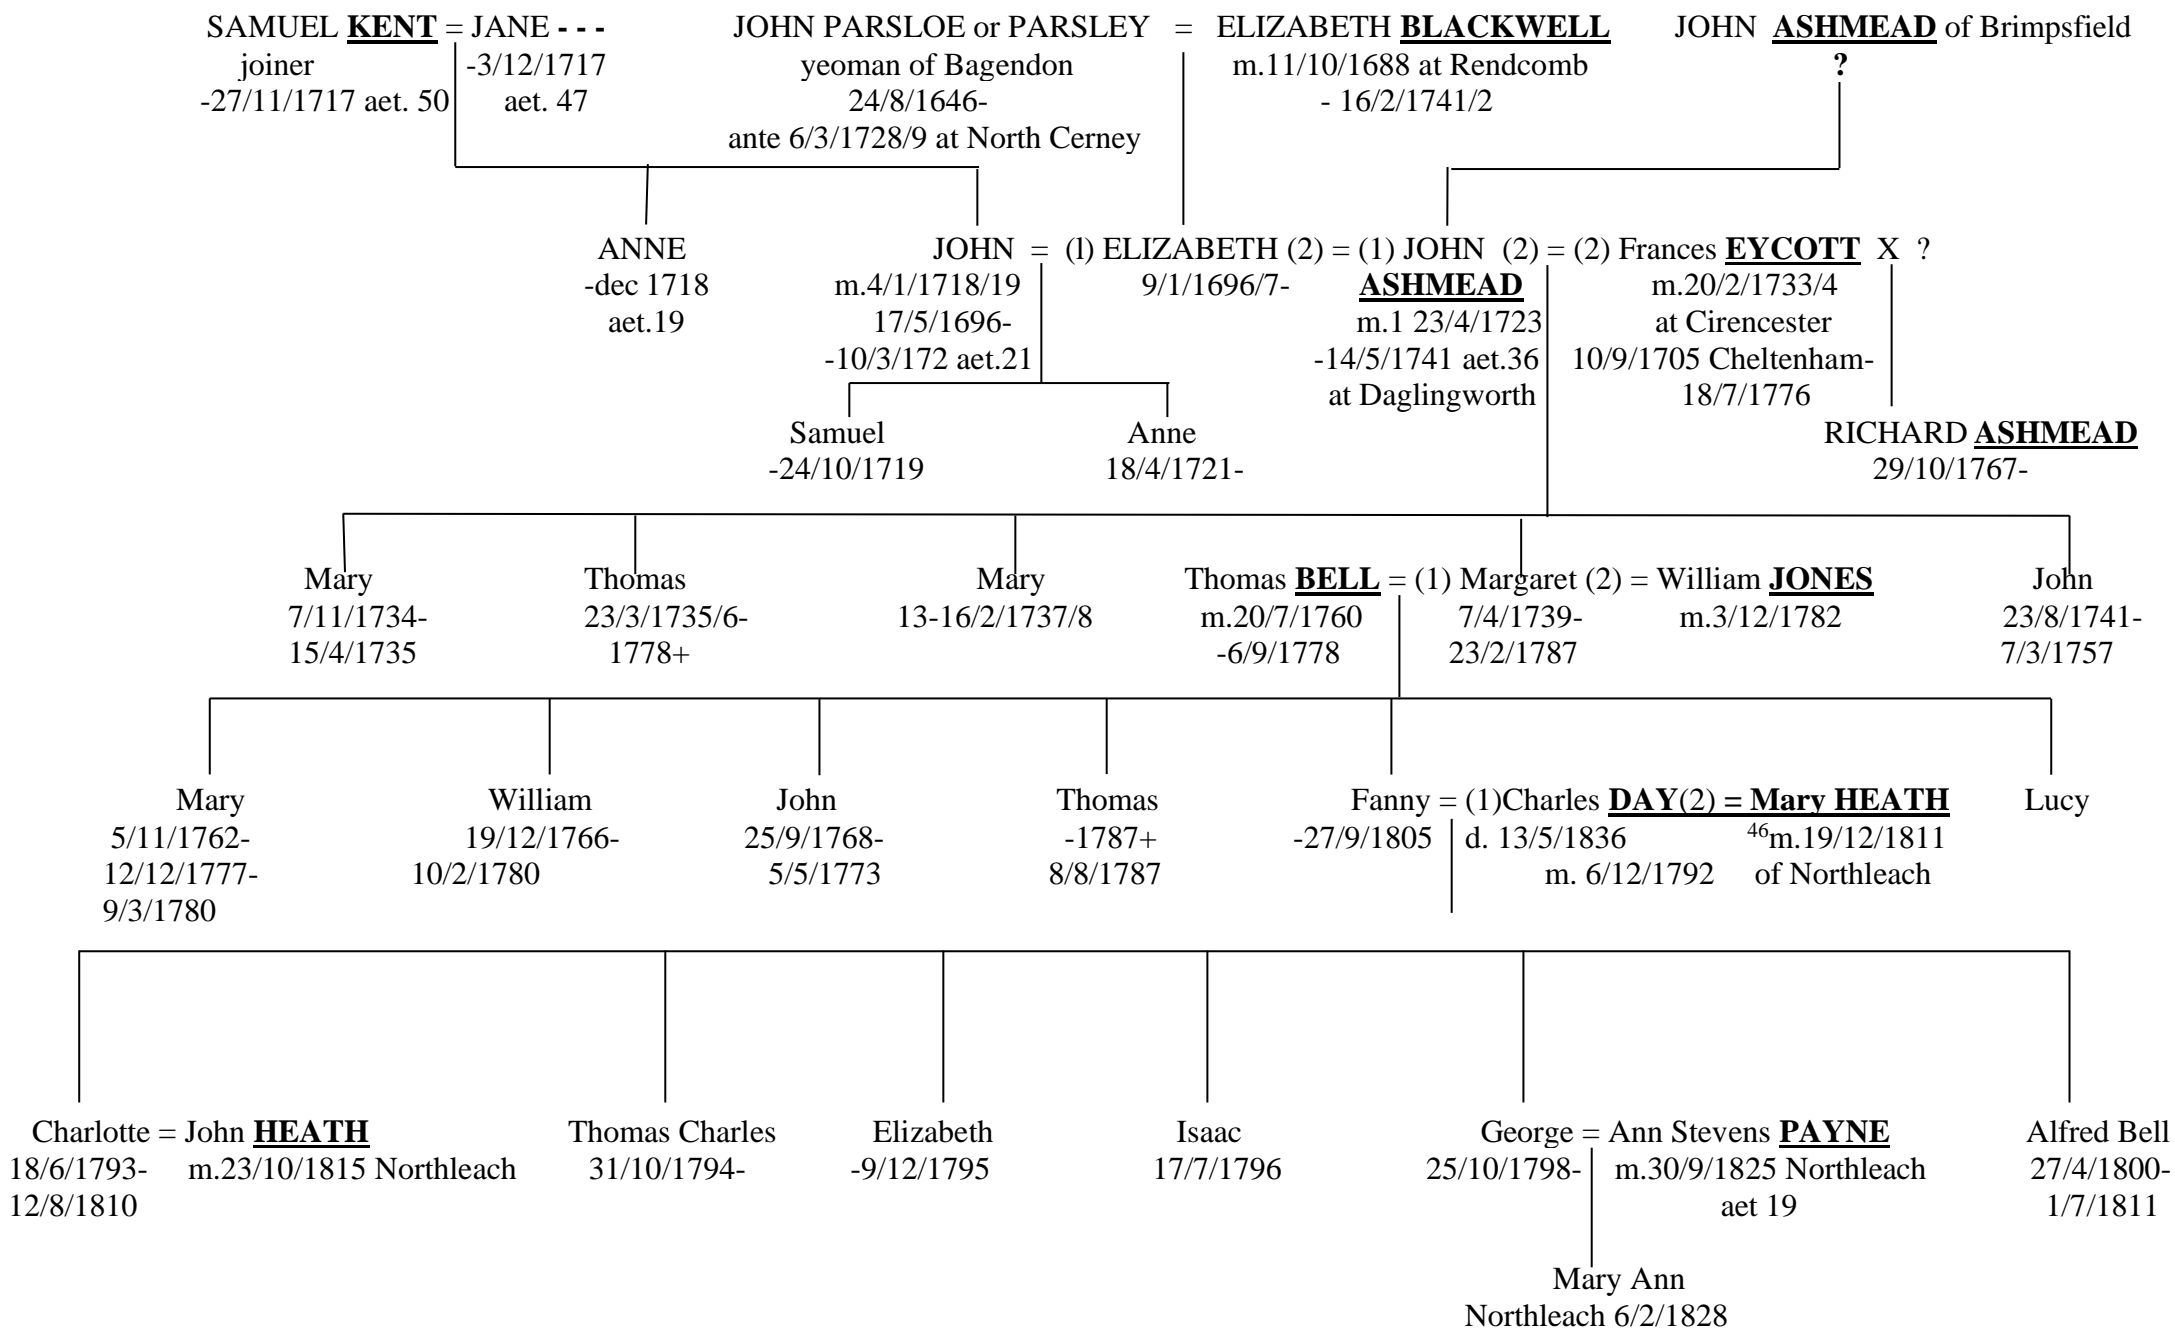 SAMUEL KENT = JANE - - - JOHN PARSLOE or PARSLEY = ELIZABETH BLACKWELL JOHN ASHMEAD of Brimpsfield
joiner -3/12/1717 yeoman of Bagendon m.11/10/1688 at Rendcomb ?
-27/11/1717 aet. 50 aet. 47 24/8/1646- - 16/2/1741/2
ante 6/3/1728/9 at North Cerney
ANNE JOHN = (l) ELIZABETH (2) = (1) JOHN (2) = (2) Frances EYCOTT X ?
-dec 1718 m.4/1/1718/19 9/1/1696/7- ASHMEAD m.20/2/1733/4
aet.19 17/5/1696- m.1 23/4/1723 at Cirencester
-10/3/172 aet.21 -14/5/1741 aet.36 10/9/1705 Cheltenham-
at Daglingworth 18/7/1776
Samuel Anne RICHARD ASHMEAD
-24/10/1719 18/4/1721- 29/10/1767-
Mary Thomas Mary Thomas BELL = (1) Margaret (2) = William JONES John
7/11/1734- 23/3/1735/6- 13-16/2/1737/8 m.20/7/1760 7/4/1739- m.3/12/1782 23/8/1741-
15/4/1735 1778+ -6/9/1778 23/2/1787 7/3/1757
Mary William John Thomas Fanny = (1)Charles DAY(2) = Mary HEATH Lucy
5/11/1762- 19/12/1766- 25/9/1768- -1787+ -27/9/1805 d. 13/5/1836 46m.19/12/1811
12/12/1777- 10/2/1780 5/5/1773 8/8/1787 m. 6/12/1792 of Northleach
9/3/1780
Charlotte = John HEATH Thomas Charles Elizabeth Isaac George = Ann Stevens PAYNE Alfred Bell
18/6/1793- m.23/10/1815 Northleach 31/10/1794- -9/12/1795 17/7/1796 25/10/1798- m.30/9/1825 Northleach 27/4/1800-
12/8/1810 aet 19 1/7/1811
Mary Ann
Northleach 6/2/1828